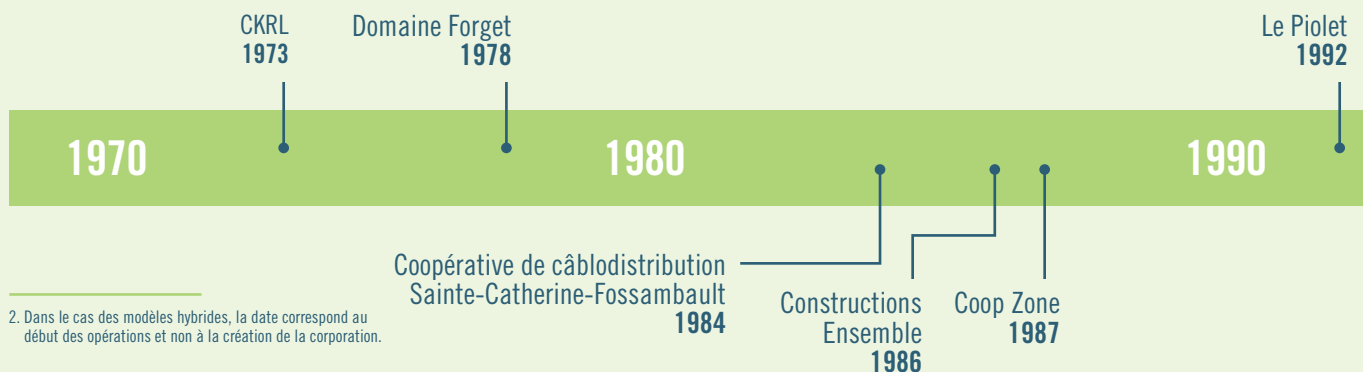 CKRL
1973
Domaine Forget
1978
Le Piolet
1992
1970
1980
1990
Coopérative de câblodistribution
Sainte-Catherine-Fossambault
1984
Constructions
Ensemble
1986
Coop Zone
1987
2. Dans le cas des modèles hybrides, la date correspond au
début des opérations et non à la création de la corporation.